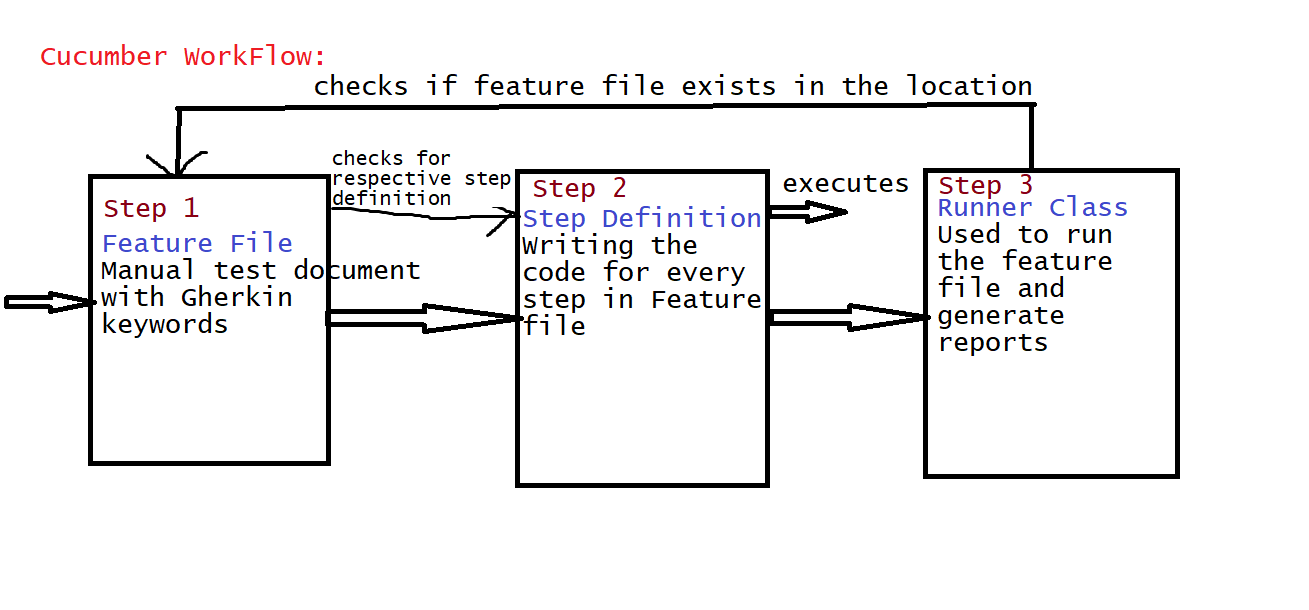 Cucumber WorkFlow:
checks if feature file exists in the location
Step 1
Feature File
Manual test document
with Gherkin
keywords
checks for
respective step
definition
Step 2
Step Definition
Writing the
code for every
step in Feature
file
executes
Step 3
Runner Class
Used to run
the feature
file and
generate
reports